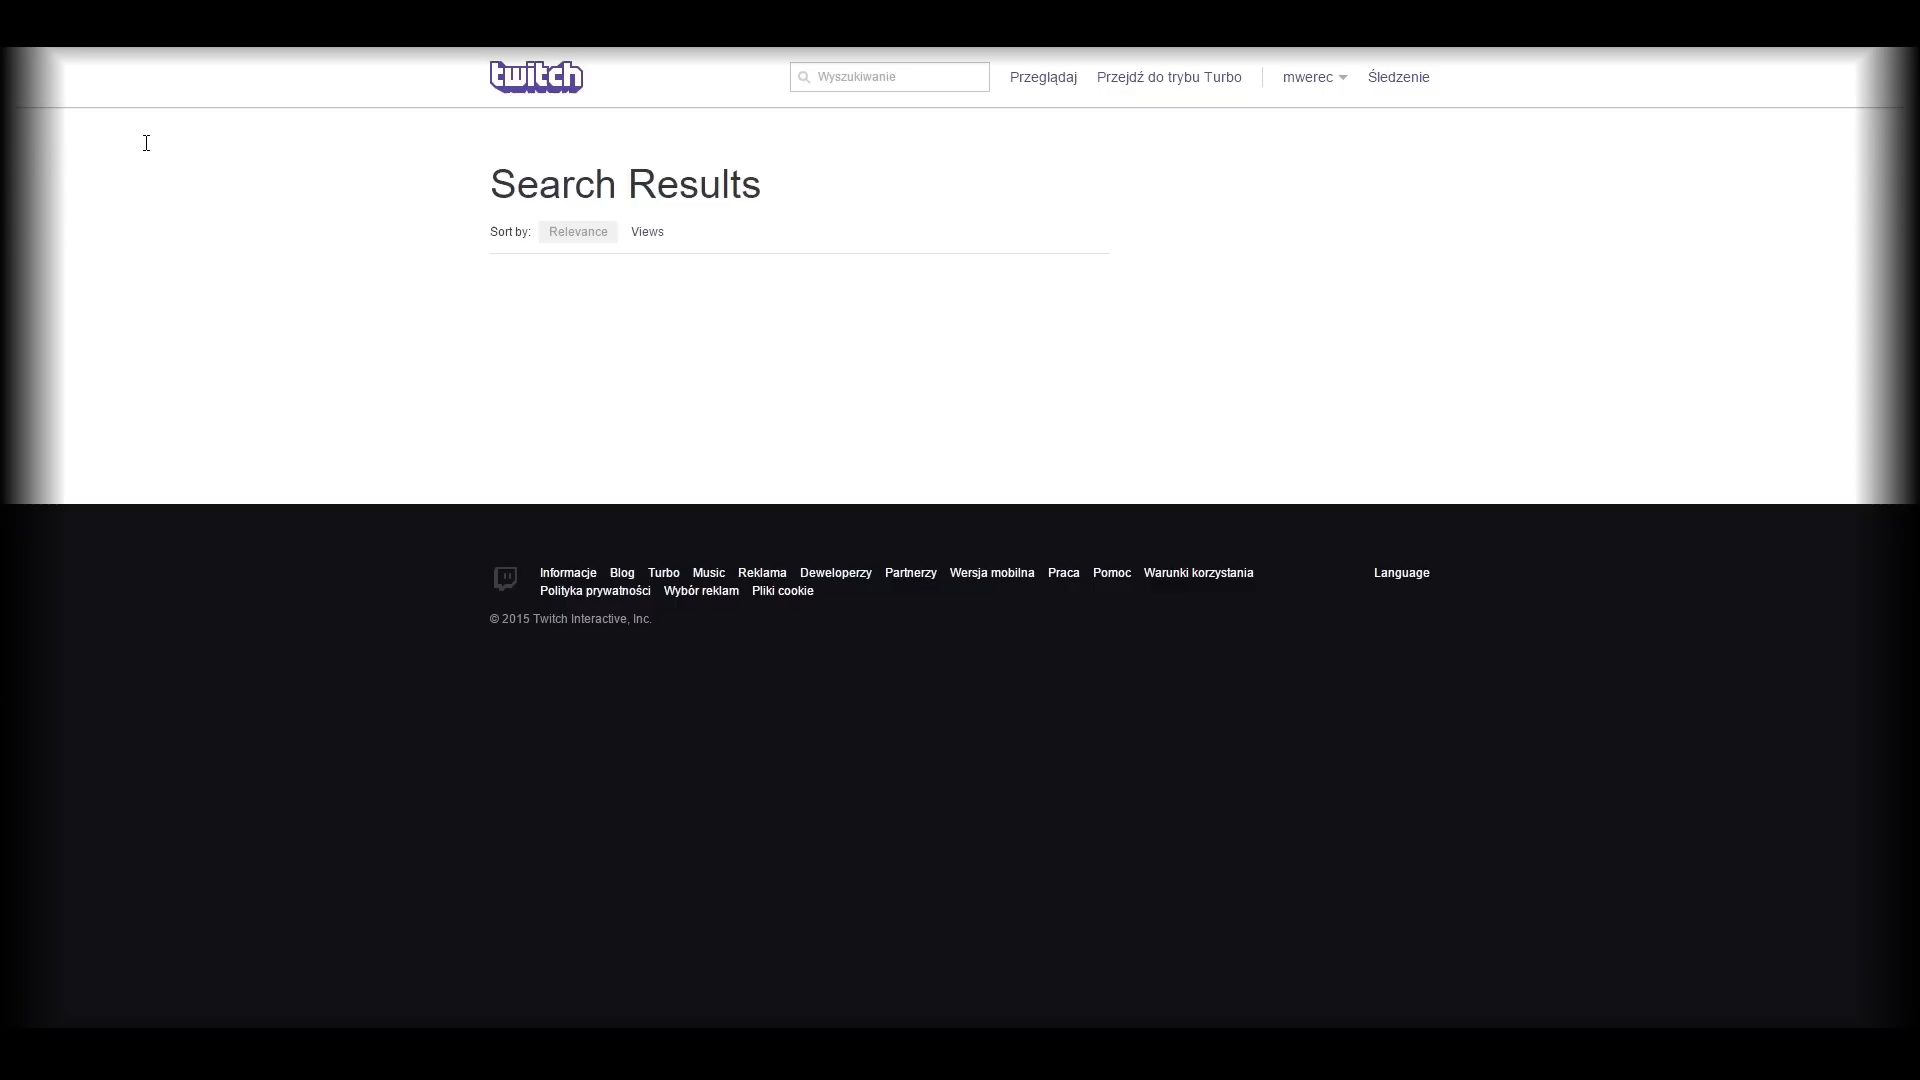 twitch
Wyszukiwanie Przeglądaj Przejdź do trybu Turbo mwerec Śledzenie
Search Results
Sort by: Relevance Views
Informacje Blog Turbo Music Reklama Deweloperzy Partnerzy Wersja mobilna Praca Pomoc Warunki korzystania Language
Polityka prywatności Wybór reklam Pliki cookie
© 2015 Twitch Interactive, Inc.